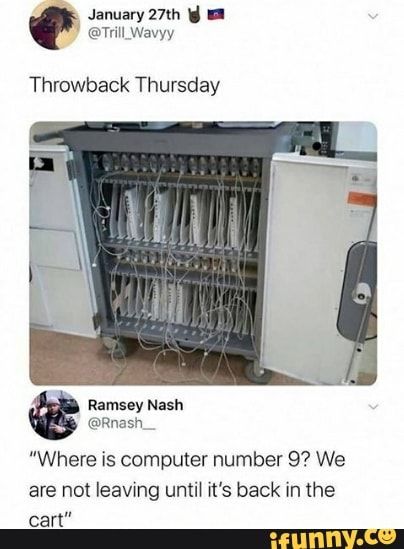 January 27th 🤘🏿 🇭🇹
@Trill_Wavyy
Throwback Thursday
Ramsey Nash
@Rnash__
"Where is computer number 9? We
are not leaving until it's back in the
cart"
ifunny.co